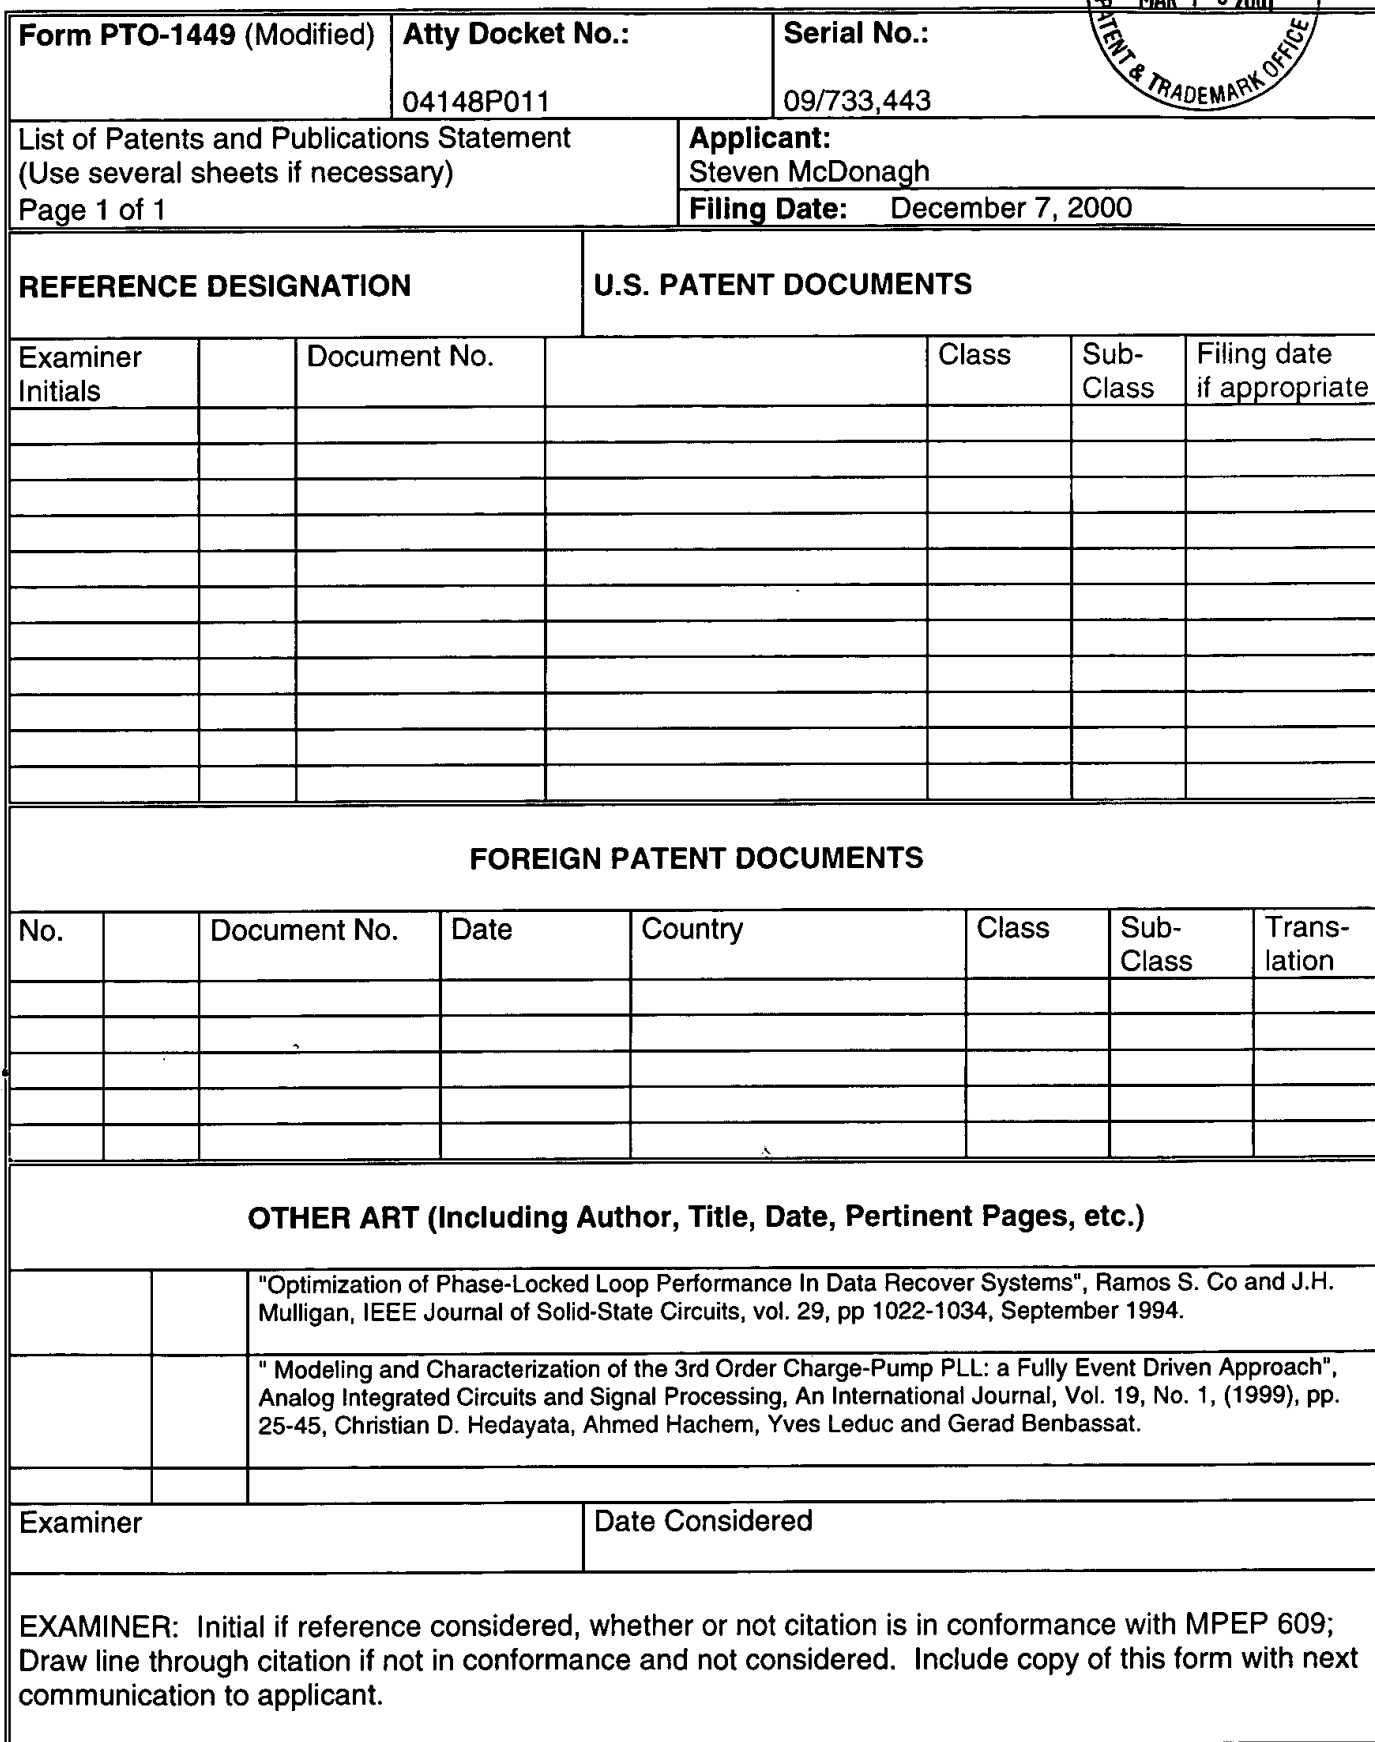 MAR 1 2001
PATENT & TRADEMARK OFFICE
Form PTO-1449 (Modified)
Atty Docket No.:
Serial No.:
04148P011
09/733,443
List of Patents and Publications Statement
(Use several sheets if necessary)
Page 1 of 1
Applicant:
Steven McDonagh
Filing Date: December 7, 2000
REFERENCE DESIGNATION
U.S. PATENT DOCUMENTS
Examiner
Initials
Document No.
Class
Sub-
Class
Filing date
if appropriate
FOREIGN PATENT DOCUMENTS
No.
Document No.
Date
Country
Class
Sub-
Class
Trans-
lation
OTHER ART (Including Author, Title, Date, Pertinent Pages, etc.)
"Optimization of Phase-Locked Loop Performance In Data Recover Systems", Ramos S. Co and J.H.
Mulligan, IEEE Journal of Solid-State Circuits, vol. 29, pp 1022-1034, September 1994.
" Modeling and Characterization of the 3rd Order Charge-Pump PLL: a Fully Event Driven Approach",
Analog Integrated Circuits and Signal Processing, An International Journal, Vol. 19, No. 1, (1999), pp.
25-45, Christian D. Hedayata, Ahmed Hachem, Yves Leduc and Gerad Benbassat.
Examiner
Date Considered
EXAMINER: Initial if reference considered, whether or not citation is in conformance with MPEP 609;
Draw line through citation if not in conformance and not considered. Include copy of this form with next
communication to applicant.